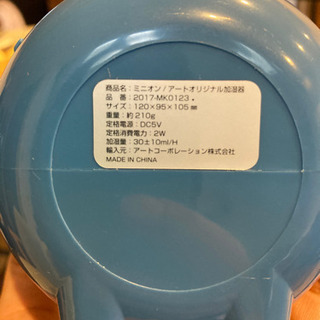 商品名：ミニオン/アートオリジナル加湿器
品　番：2017-MK0123
サイズ：120×95×105㎜
重量：約210g
定格電源：DC5V
定格消費電力：2W
加湿量：30±10ml/H
輸入元：アートコーポレーション株式会社
MADE IN CHINA